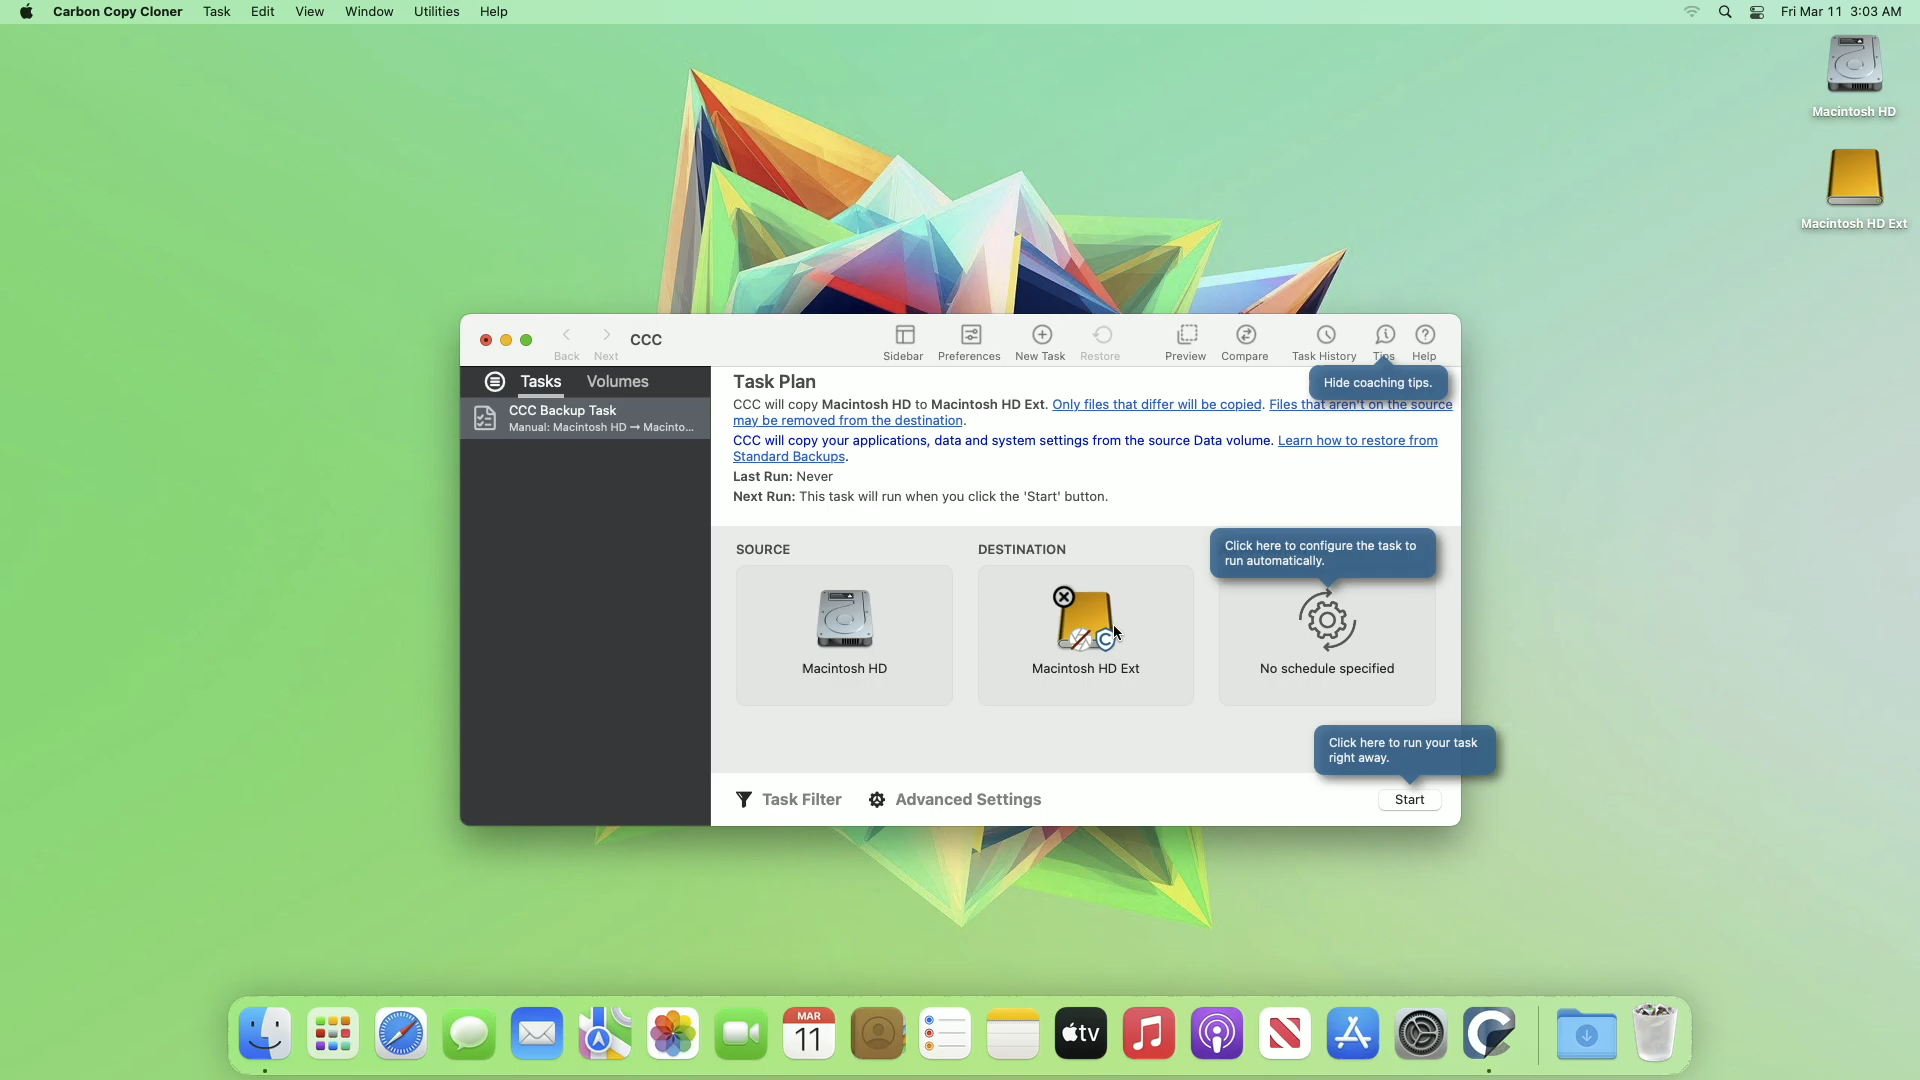 Carbon Copy Cloner Task Edit View Window Utilities Help
Fri Mar 11 3:03 AM
Macintosh HD
Macintosh HD Ext
Back Next CCC
Sidebar Preferences New Task Restore Preview Compare Task History Tips Help
Hide coaching tips.
Tasks Volumes
CCC Backup Task
Manual: Macintosh HD → Macinto...
Task Plan
CCC will copy Macintosh HD to Macintosh HD Ext. Only files that differ will be copied. Files that aren't on the source
may be removed from the destination.
CCC will copy your applications, data and system settings from the source Data volume. Learn how to restore from
Standard Backups.
Last Run: Never
Next Run: This task will run when you click the 'Start' button.
SOURCE
Macintosh HD
DESTINATION
Macintosh HD Ext
Click here to configure the task to
run automatically.
No schedule specified
Click here to run your task
right away.
Task Filter Advanced Settings
Start
MAR
11
tv